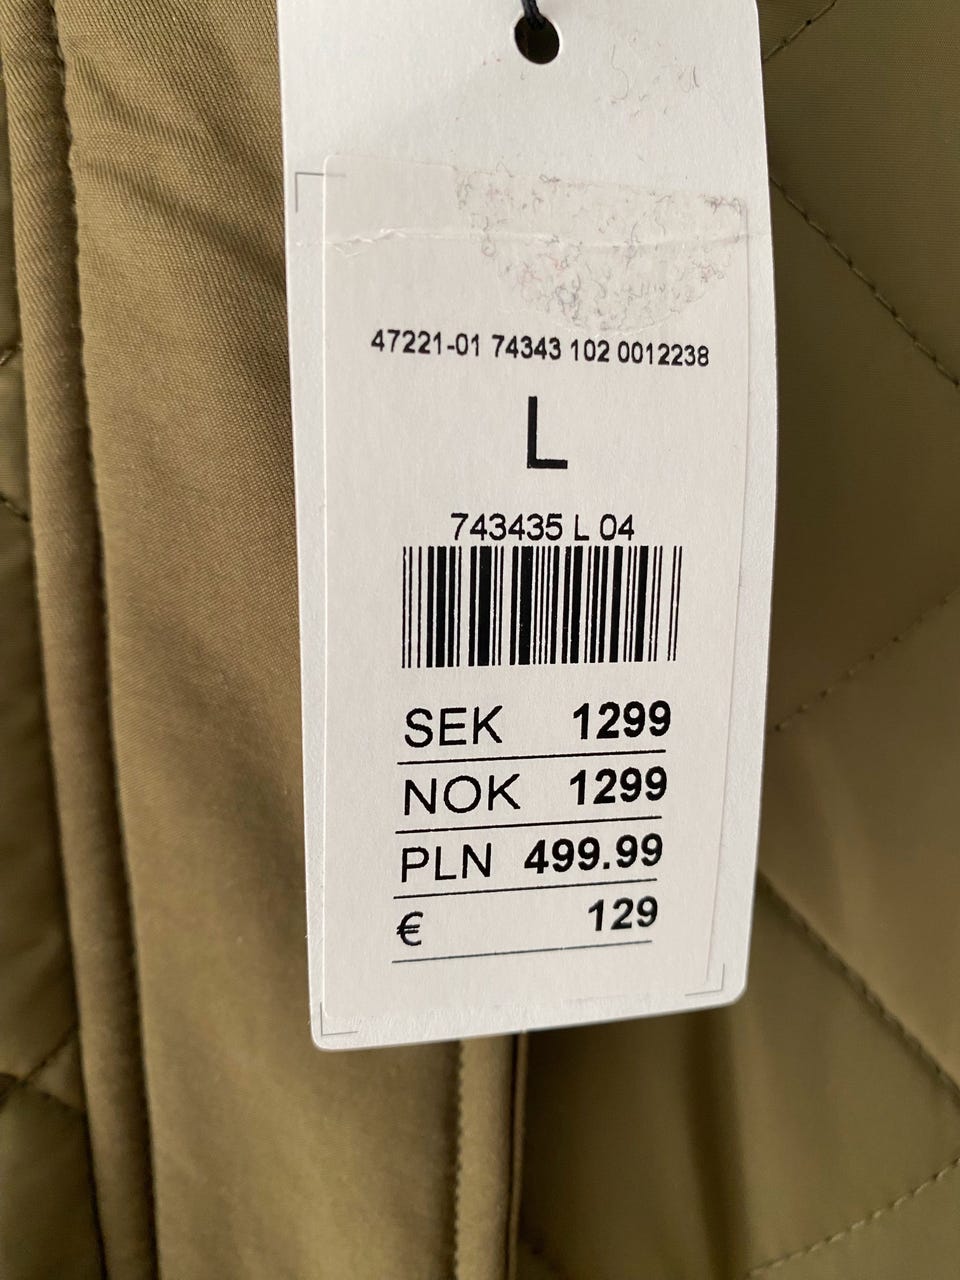 47221-01 74343 102 0012238
L
743435 L 04
SEK 1299
NOK 1299
PLN 499.99
€ 129